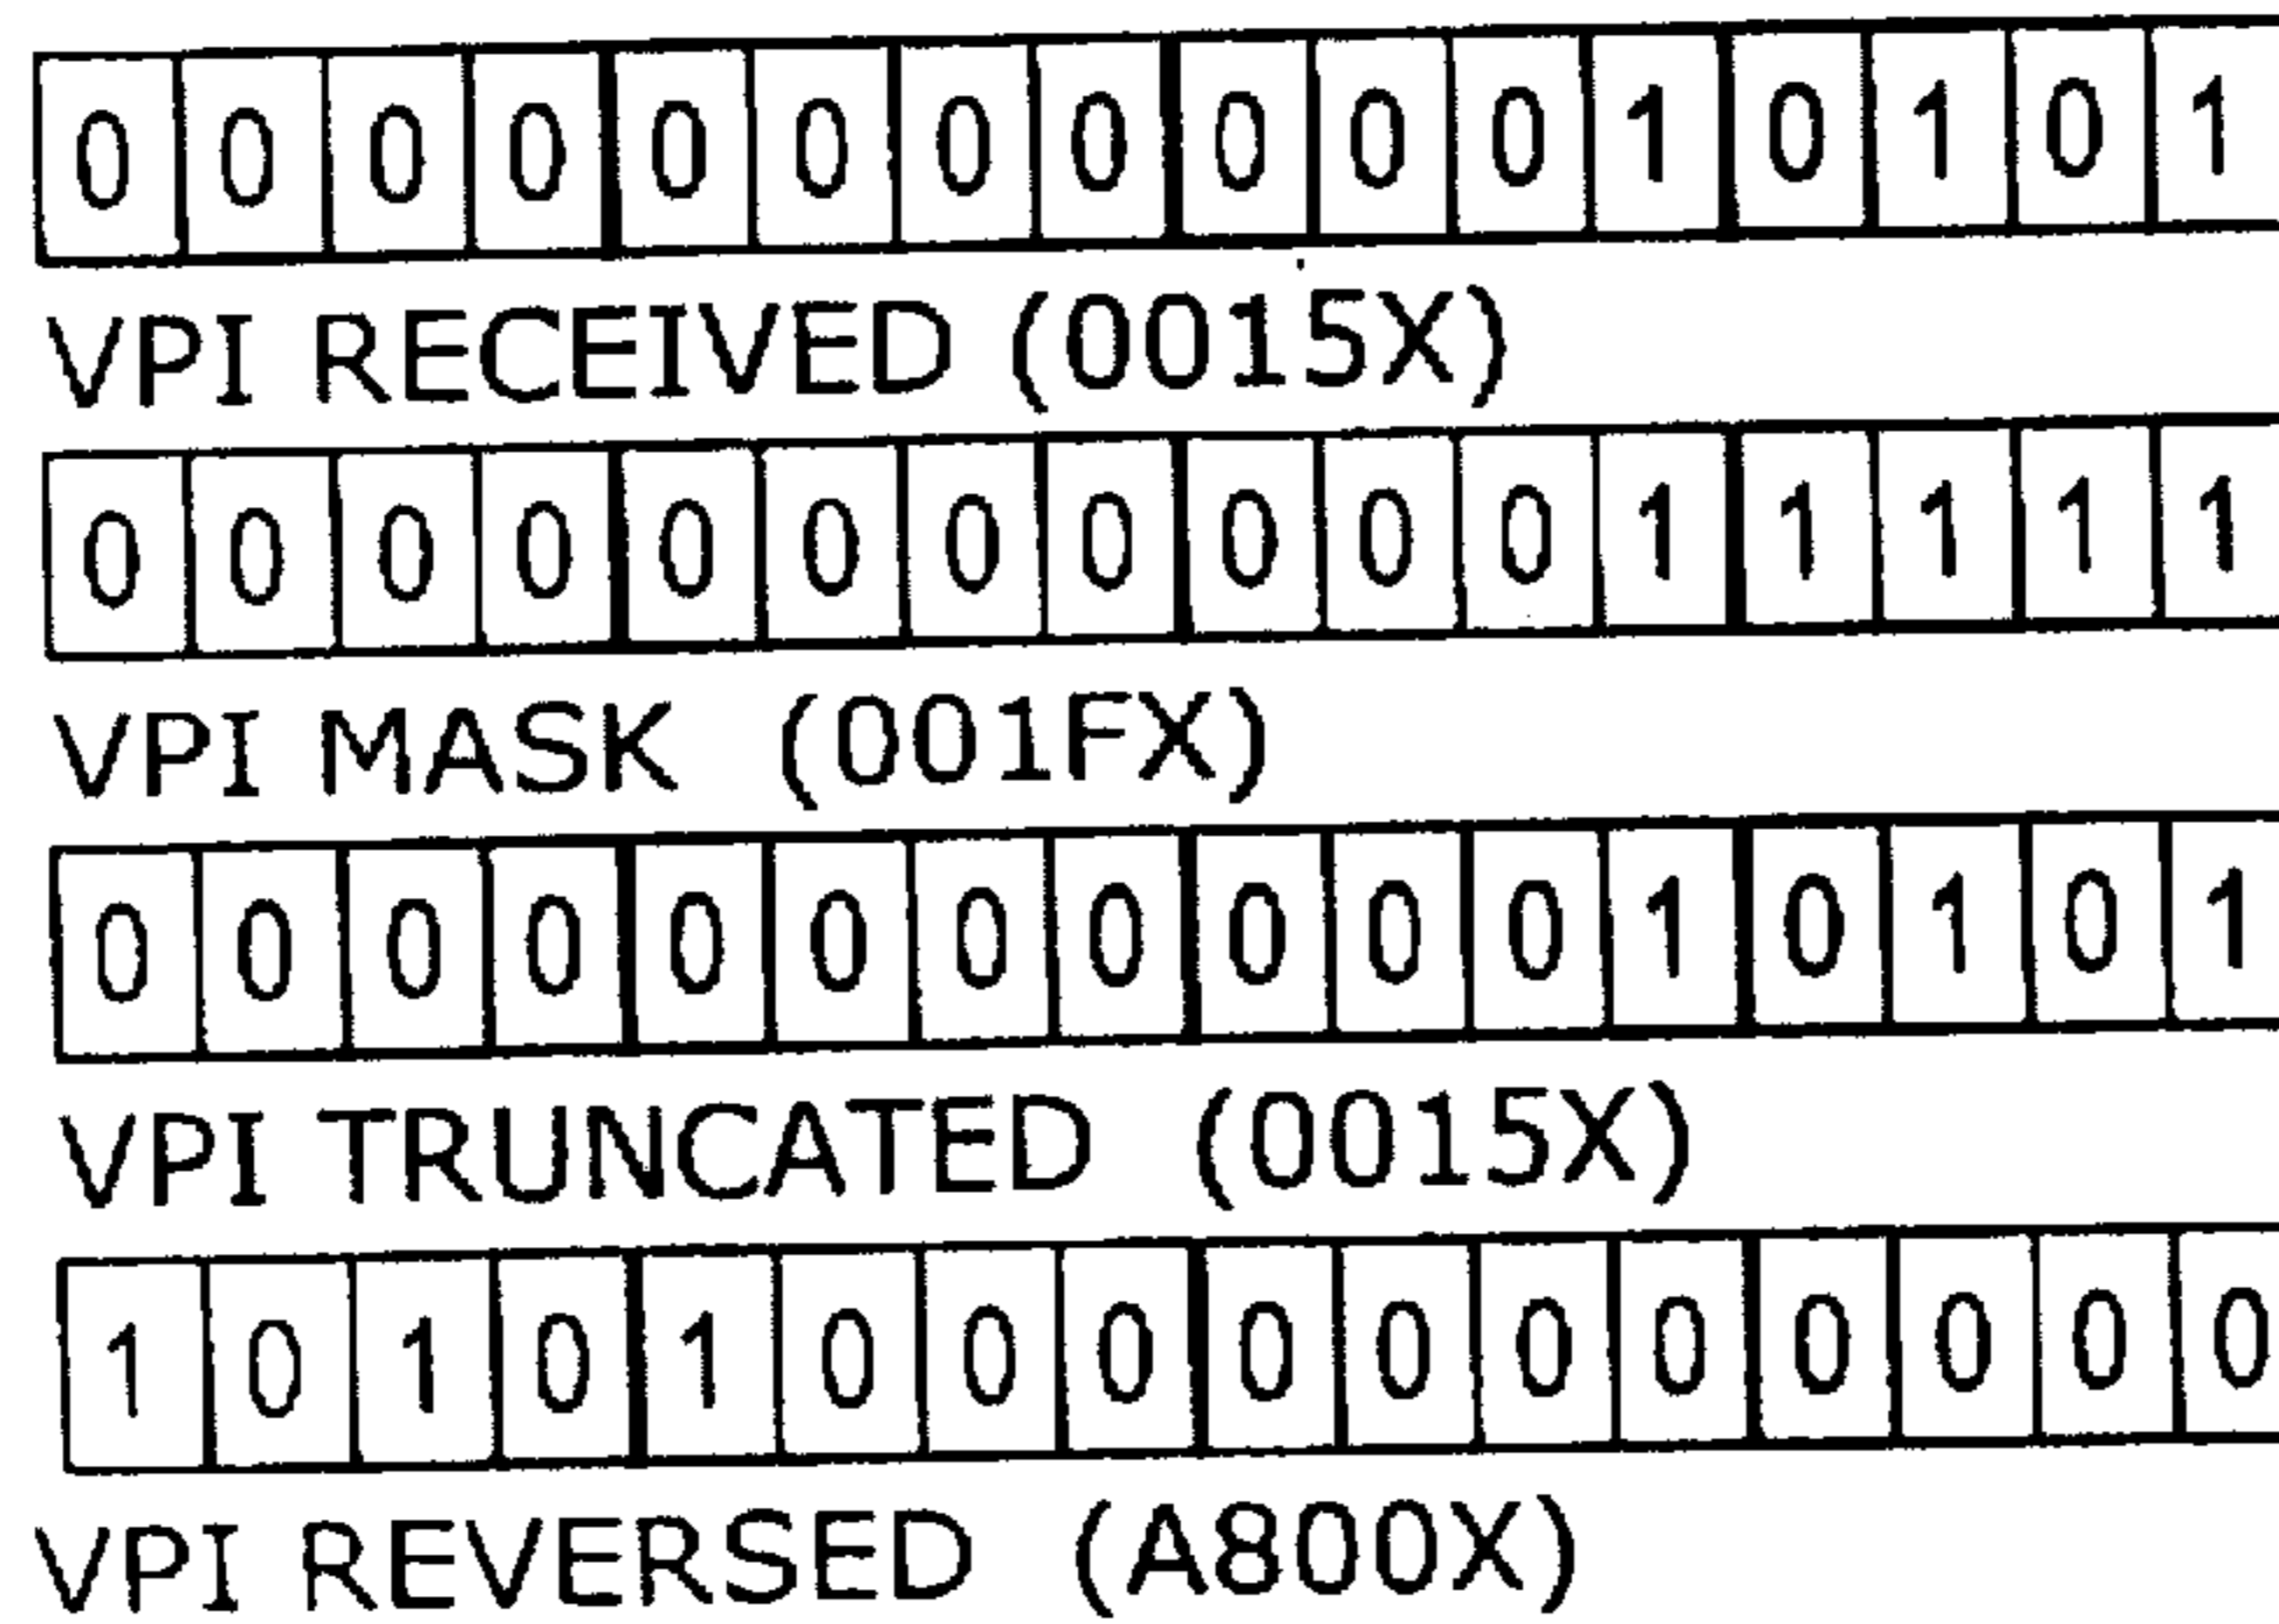 0 0 0 0 0 0 0 0 0 0 0 1 0 1 0 1
VPI RECEIVED (0015X)
0 0 0 0 0 0 0 0 0 0 0 1 1 1 1 1
VPI MASK (001FX)
0 0 0 0 0 0 0 0 0 0 0 1 0 1 0 1
VPI TRUNCATED (0015X)
1 0 1 0 1 0 0 0 0 0 0 0 0 0 0 0
VPI REVERSED (A800X)